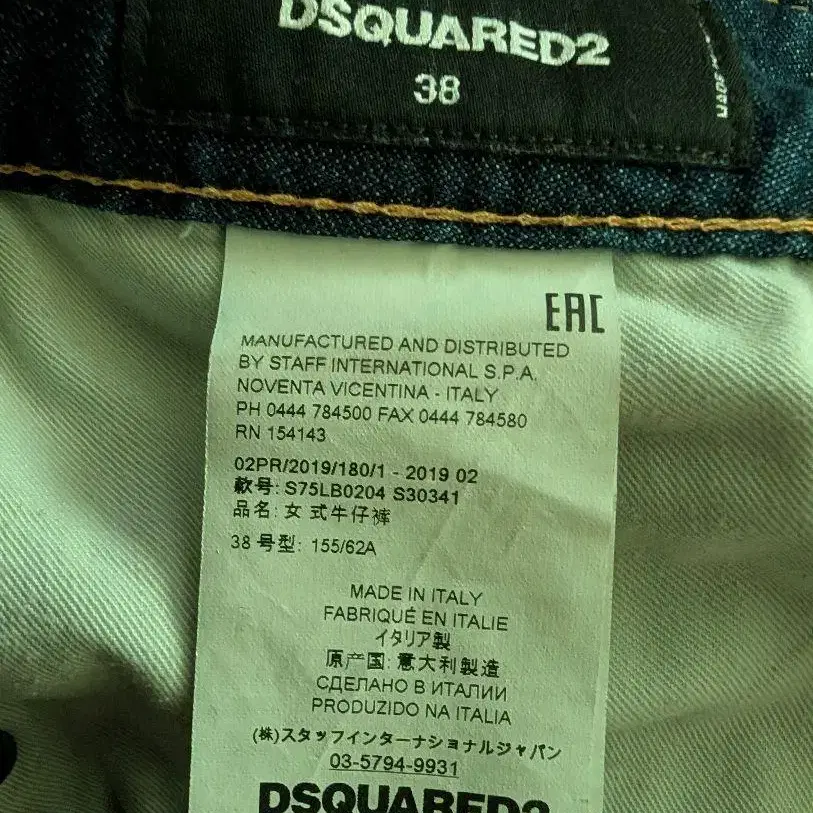 DSQUARED2
38
MADE
EAC
MANUFACTURED AND DISTRIBUTED
BY STAFF INTERNATIONAL S.P.A.
NOVENTA VICENTINA - ITALY
PH 0444 784500 FAX 0444 784580
RN 154143
02PR/2019/180/1 - 2019 02
款号: S75LB0204 S30341
品名: 女 式牛仔裤
38 号型: 155/62A
MADE IN ITALY
FABRIQUÉ EN ITALIE
イタリア製
原产国: 意大利製造
СДЕЛАНО В ИТАЛИИ
PRODUZIDO NA ITALIA
(株)スタッフインターナショナルジャパン
03-5794-9931
DSQUARED2